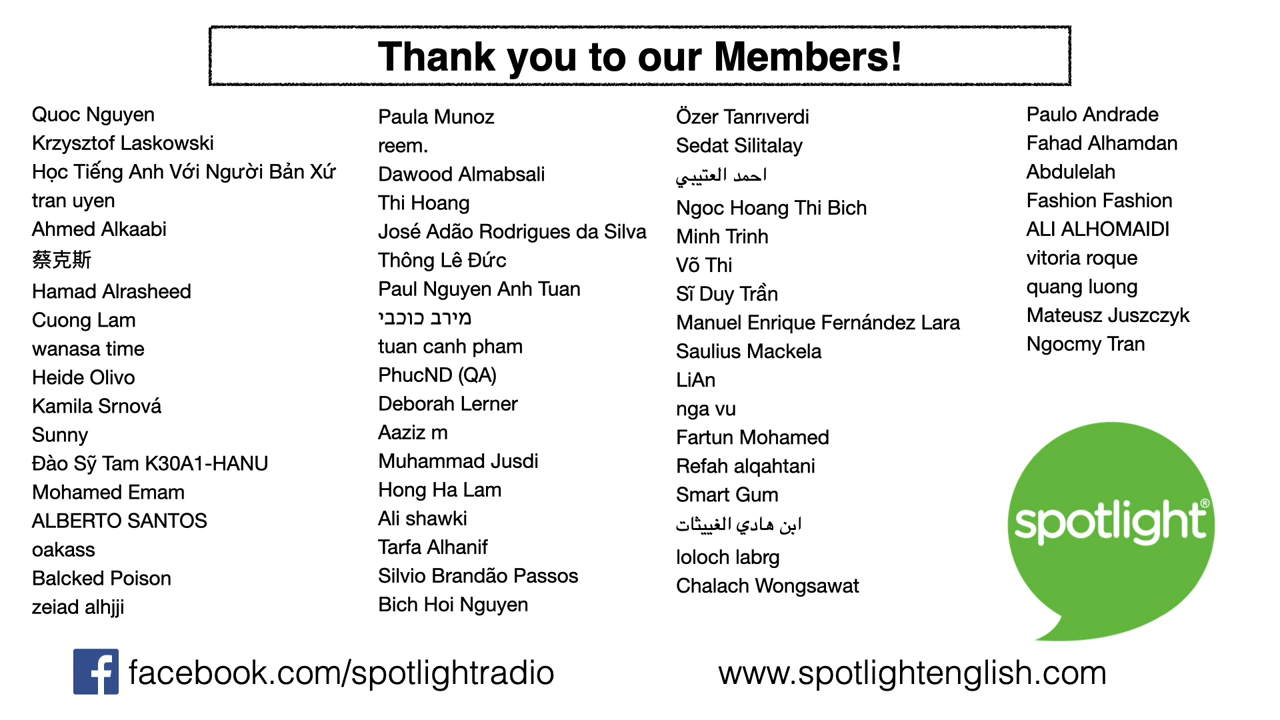 Thank you to our Members!
Quoc Nguyen
Krzysztof Laskowski
Học Tiếng Anh Với Người Bản Xứ
tran uyen
Ahmed Alkaabi
蔡克斯
Hamad Alrasheed
Cuong Lam
wanasa time
Heide Olivo
Kamila Srnová
Sunny
Đào Sỹ Tam K30A1-HANU
Mohamed Emam
ALBERTO SANTOS
oakass
Balcked Poison
zeiad alhjji
Paula Munoz
reem.
Dawood Almabsali
Thi Hoang
José Adão Rodrigues da Silva
Thông Lê Đức
Paul Nguyen Anh Tuan
מירב כוכבי
tuan canh pham
PhucND (QA)
Deborah Lerner
Aaziz m
Muhammad Jusdi
Hong Ha Lam
Ali shawki
Tarfa Alhanif
Silvio Brandão Passos
Bich Hoi Nguyen
Özer Tanrıverdi
Sedat Silitalay
احمد العتيبي
Ngoc Hoang Thi Bich
Minh Trinh
Võ Thi
Sĩ Duy Trần
Manuel Enrique Fernández Lara
Saulius Mackela
LiAn
nga vu
Fartun Mohamed
Refah alqahtani
Smart Gum
ابن هادي الغييثات
loloch labrg
Chalach Wongsawat
Paulo Andrade
Fahad Alhamdan
Abdulelah
Fashion Fashion
ALI ALHOMAIDI
vitoria roque
quang luong
Mateusz Juszczyk
Ngocmy Tran
spotlight®
facebook.com/spotlightradio
www.spotlightenglish.com